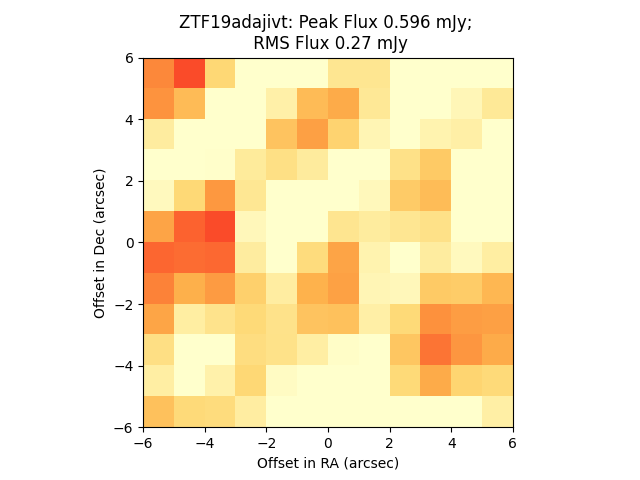 ZTF19adajivt: Peak Flux 0.596 mJy;
RMS Flux 0.27 mJy
6
4
2
0
−2
−4
−6
Offset in Dec (arcsec)
−6 −4 −2 0 2 4 6
Offset in RA (arcsec)